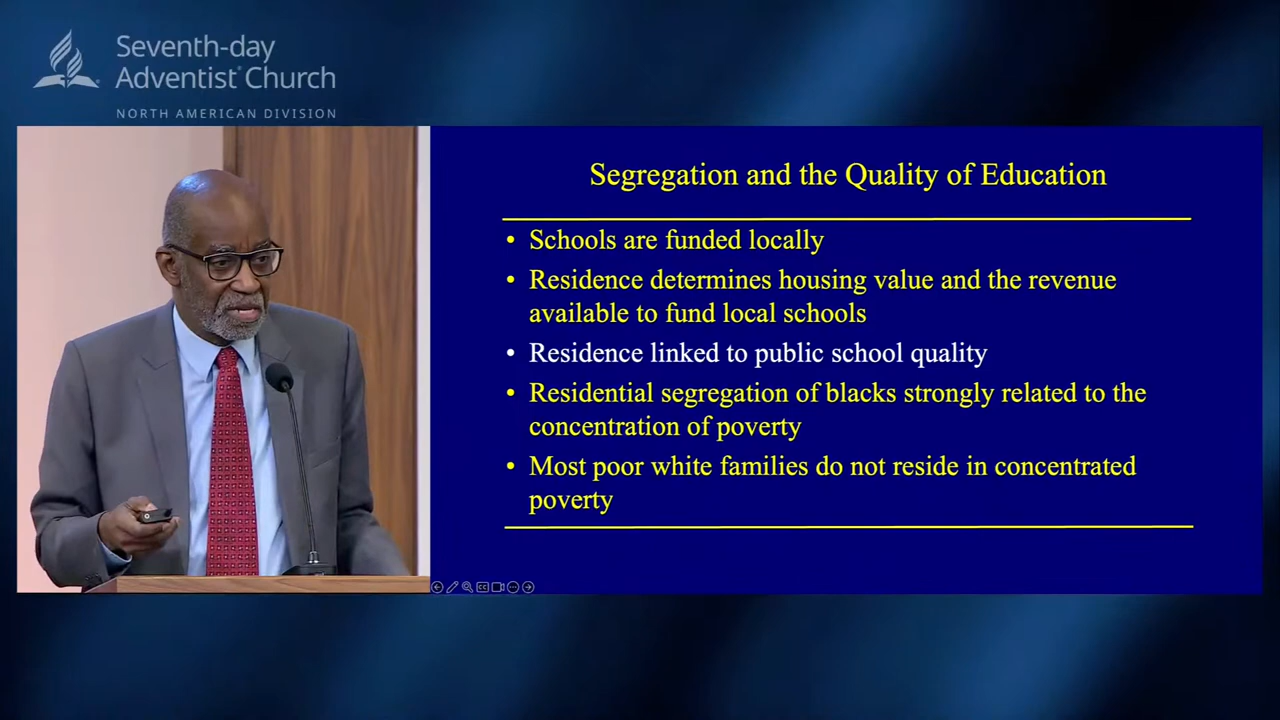 Seventh-day
Adventist® Church
NORTH AMERICAN DIVISION
Segregation and the Quality of Education
• Schools are funded locally
• Residence determines housing value and the revenue
available to fund local schools
• Residence linked to public school quality
• Residential segregation of blacks strongly related to the
concentration of poverty
• Most poor white families do not reside in concentrated
poverty
CC